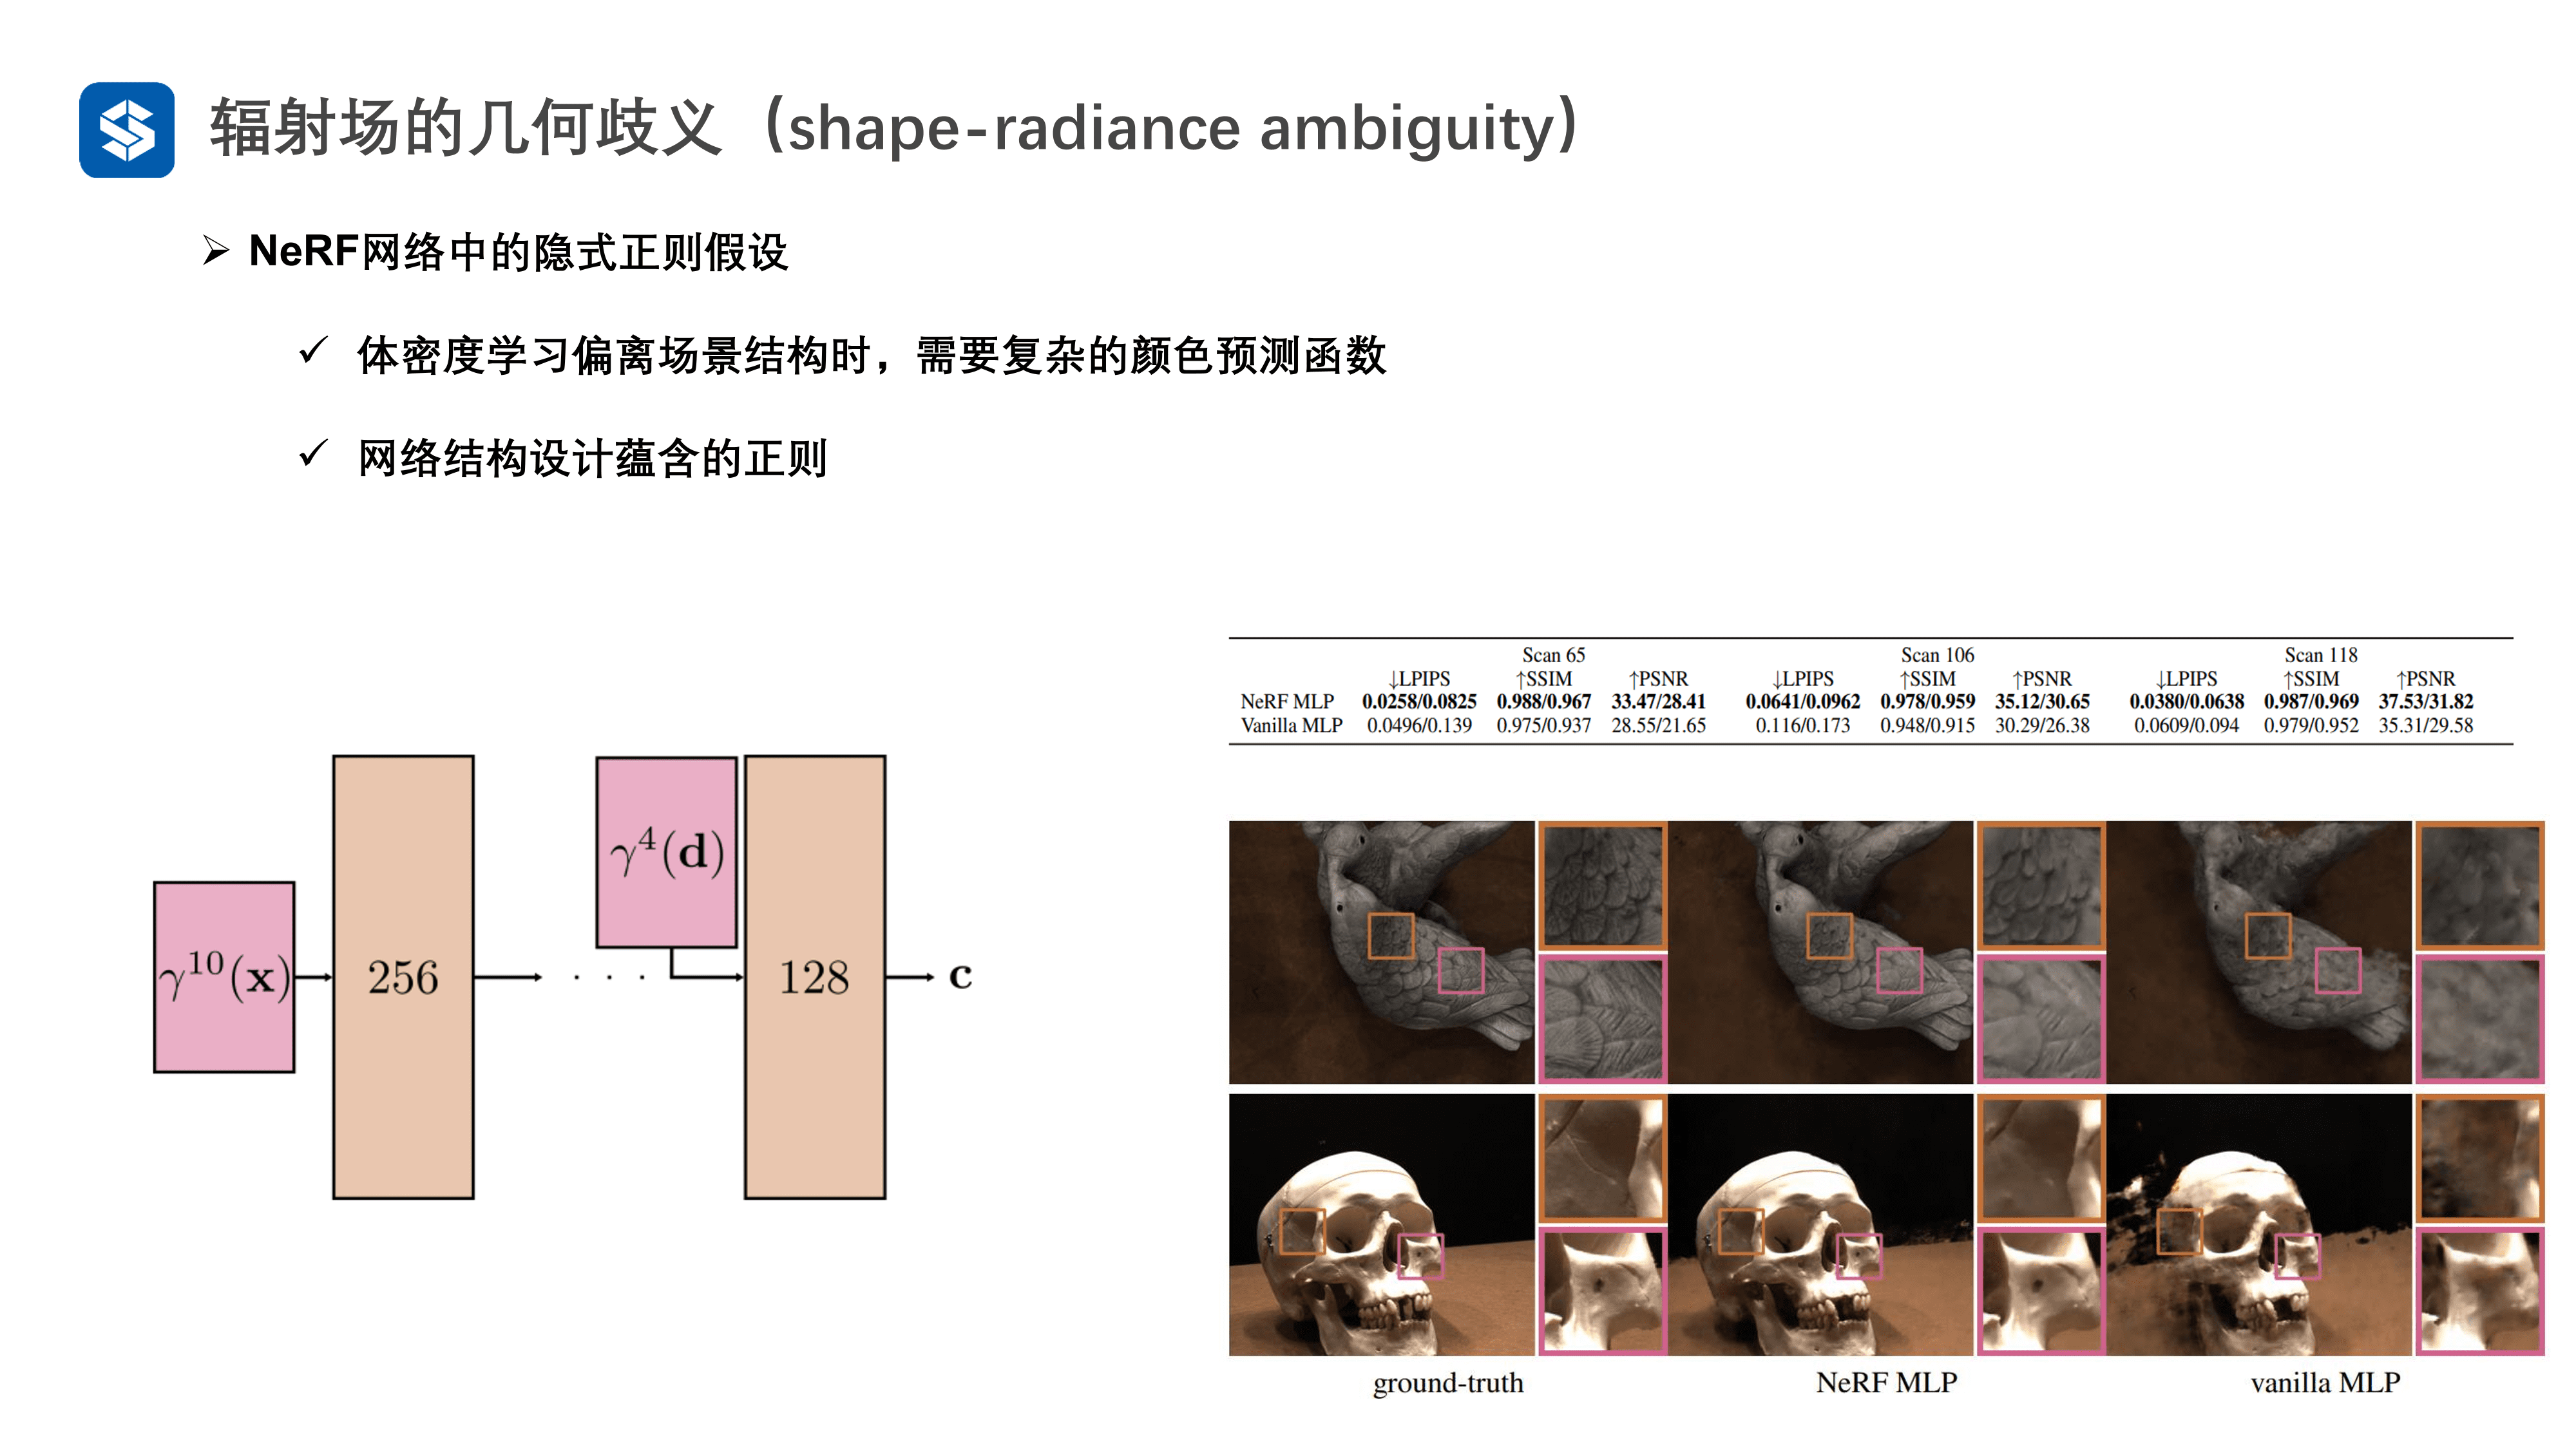 辐射场的几何歧义（shape-radiance ambiguity）
NeRF网络中的隐式正则假设
体密度学习偏离场景结构时，需要复杂的颜色预测函数
网络结构设计蕴含的正则
Scan 65 Scan 106 Scan 118
↓LPIPS ↑SSIM ↑PSNR ↓LPIPS ↑SSIM ↑PSNR ↓LPIPS ↑SSIM ↑PSNR
NeRF MLP 0.0258/0.0825 0.988/0.967 33.47/28.41 0.0641/0.0962 0.978/0.959 35.12/30.65 0.0380/0.0638 0.987/0.969 37.53/31.82
Vanilla MLP 0.0496/0.139 0.975/0.937 28.55/21.65 0.116/0.173 0.948/0.915 30.29/26.38 0.0609/0.094 0.979/0.952 35.31/29.58
γ⁴(d)
γ¹⁰(x) 256 · · · 128 c
ground-truth NeRF MLP vanilla MLP